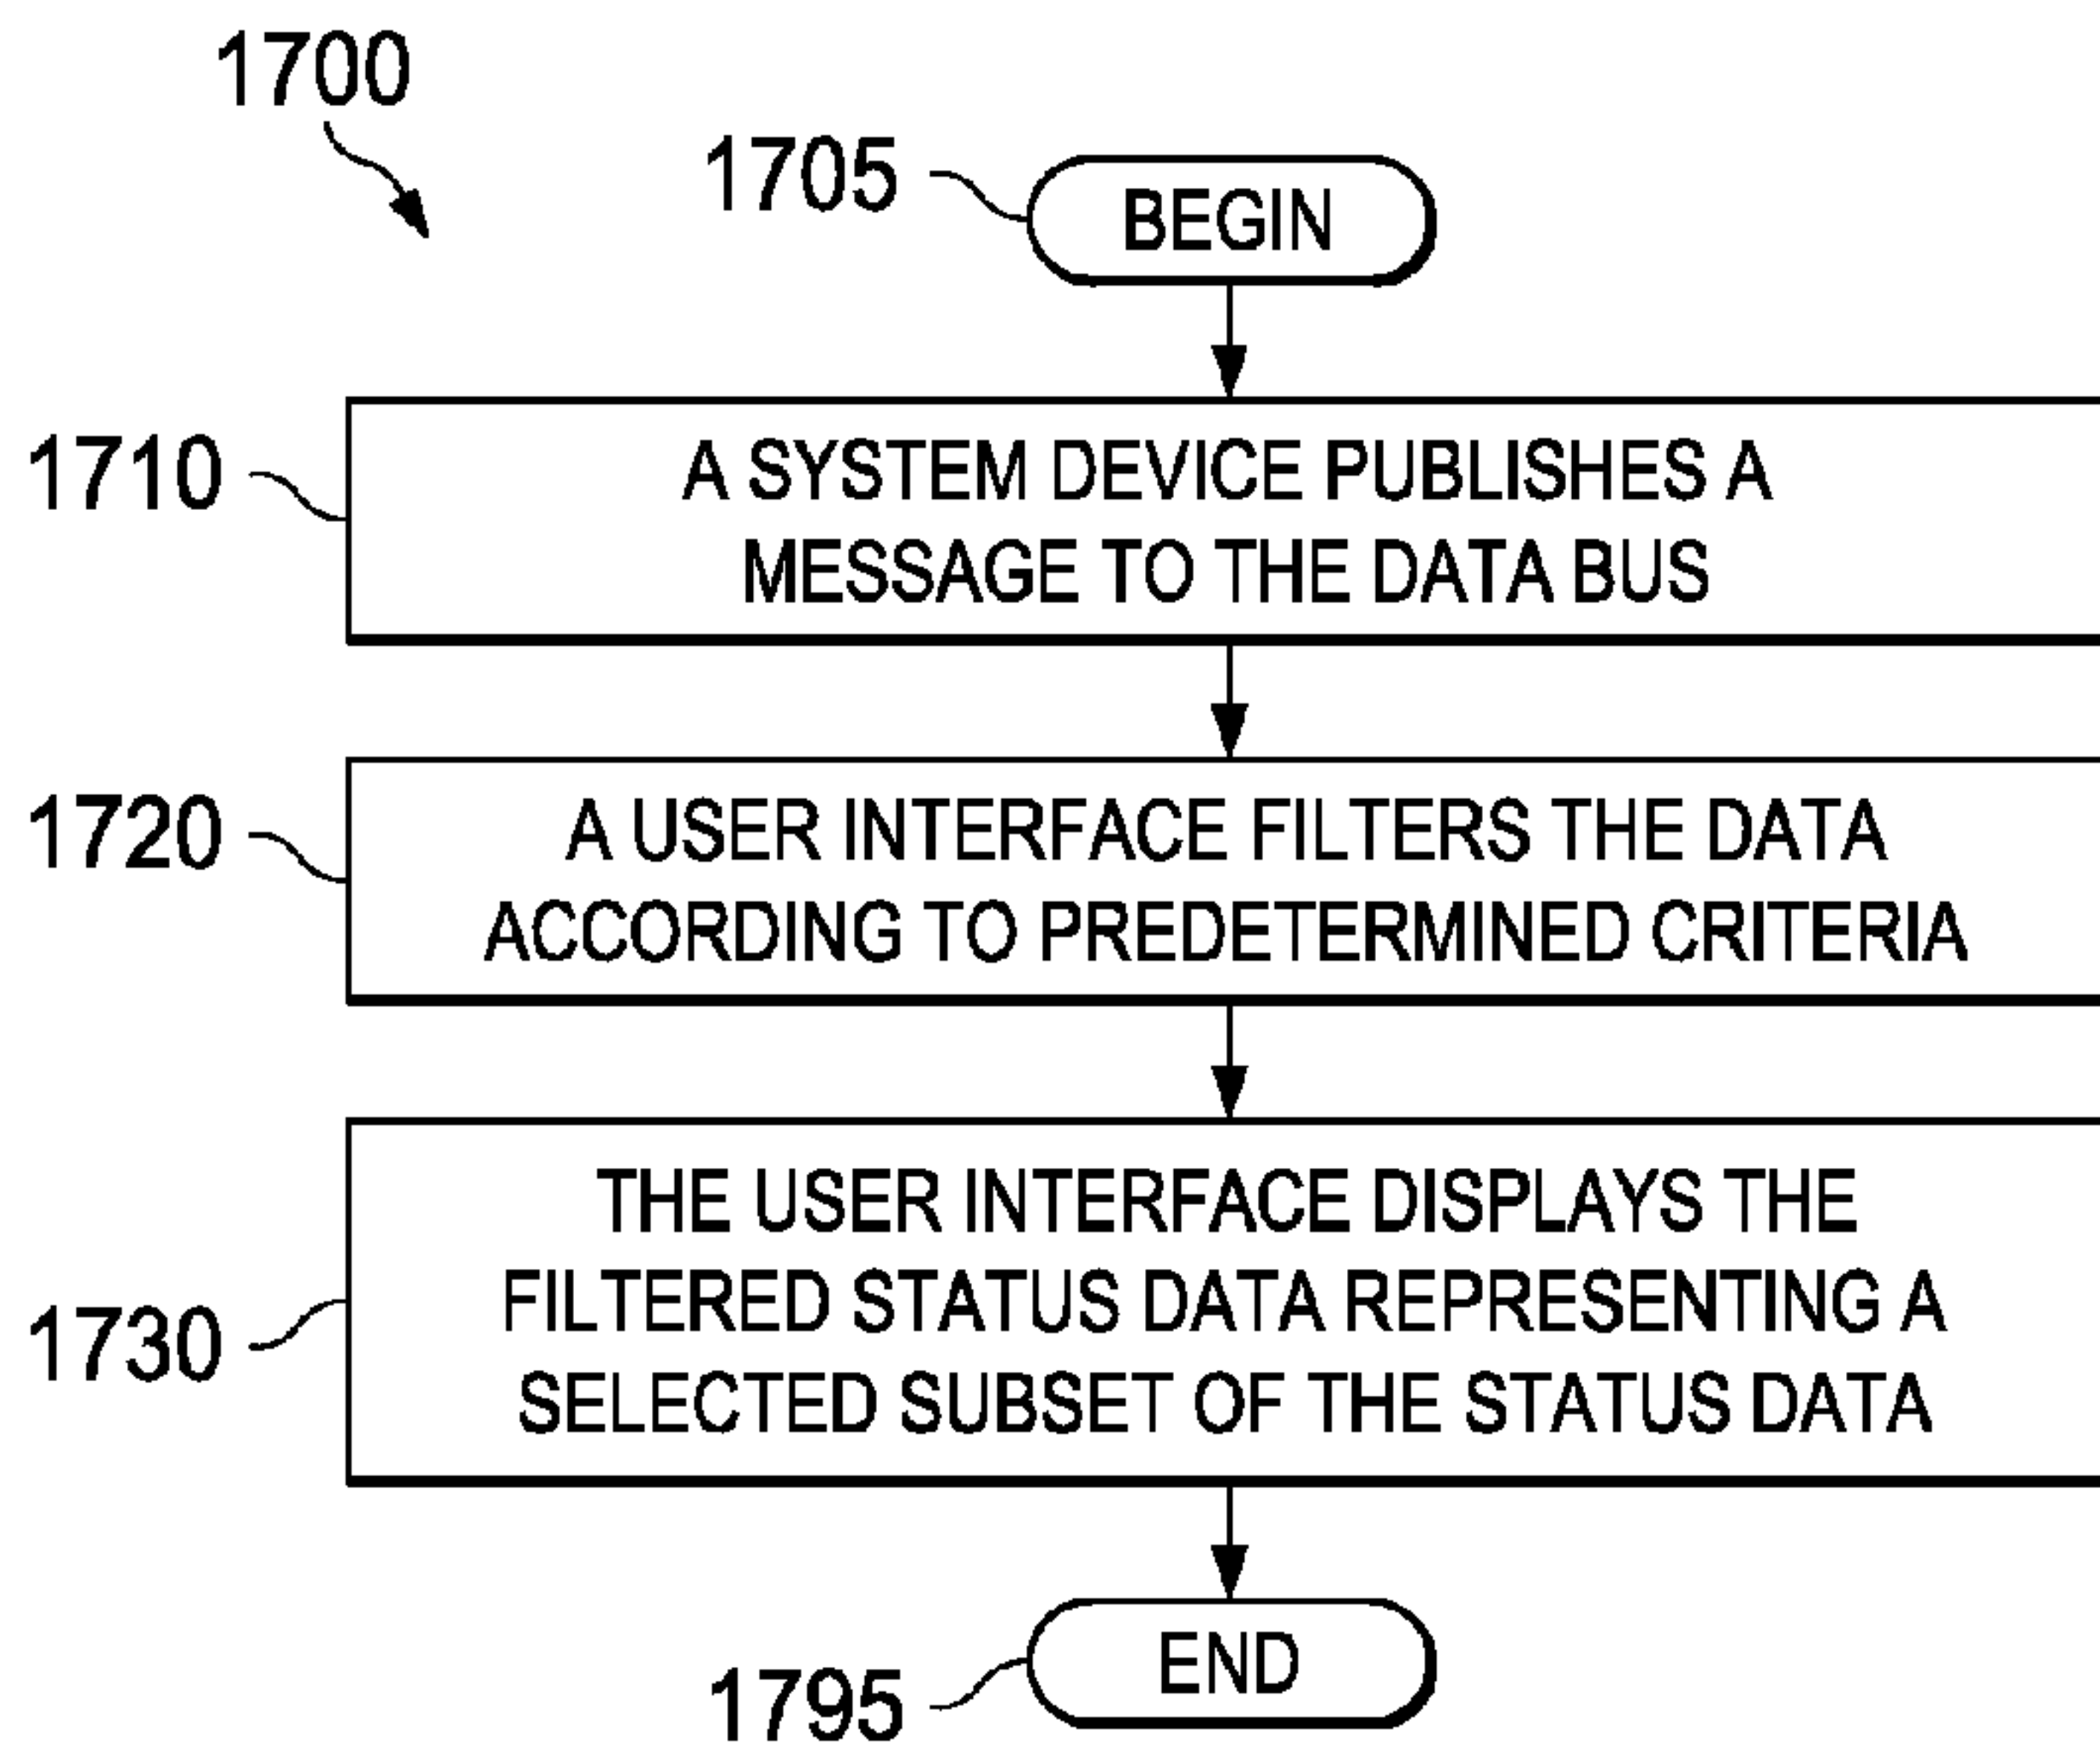 1700
1705
BEGIN
1710
A SYSTEM DEVICE PUBLISHES A
MESSAGE TO THE DATA BUS
1720
A USER INTERFACE FILTERS THE DATA
ACCORDING TO PREDETERMINED CRITERIA
1730
THE USER INTERFACE DISPLAYS THE
FILTERED STATUS DATA REPRESENTING A
SELECTED SUBSET OF THE STATUS DATA
1795
END